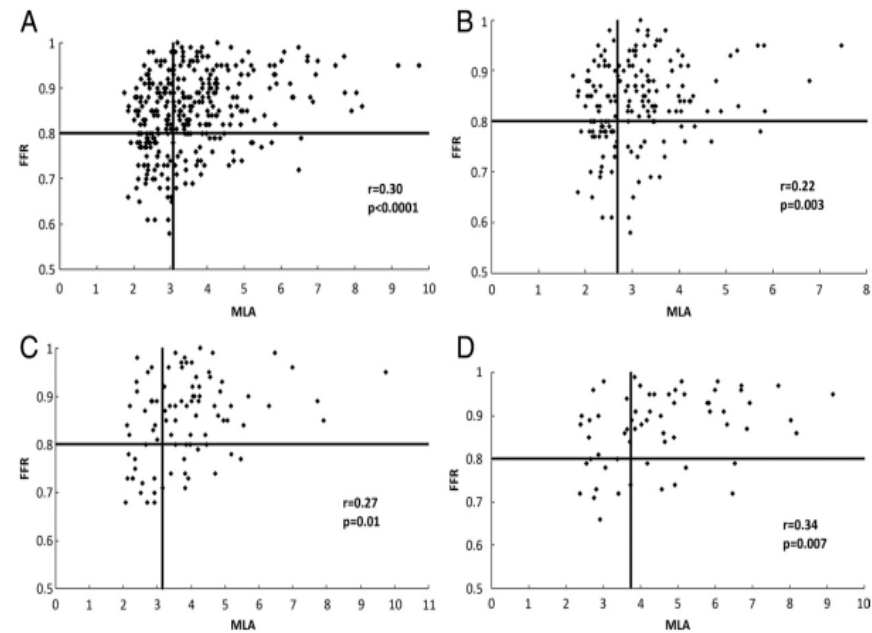 A
1
0.9
0.8
0.7
0.6
0.5
FFR
r=0.30
p<0.0001
0 1 2 3 4 5 6 7 8 9 10
MLA
B
1
0.9
0.8
0.7
0.6
0.5
FFR
r=0.22
p=0.003
0 1 2 3 4 5 6 7 8
MLA
C
1
0.9
0.8
0.7
0.6
0.5
FFR
r=0.27
p=0.01
0 1 2 3 4 5 6 7 8 9 10 11
MLA
D
1
0.9
0.8
0.7
0.6
0.5
FFR
r=0.34
p=0.007
0 1 2 3 4 5 6 7 8 9 10
MLA